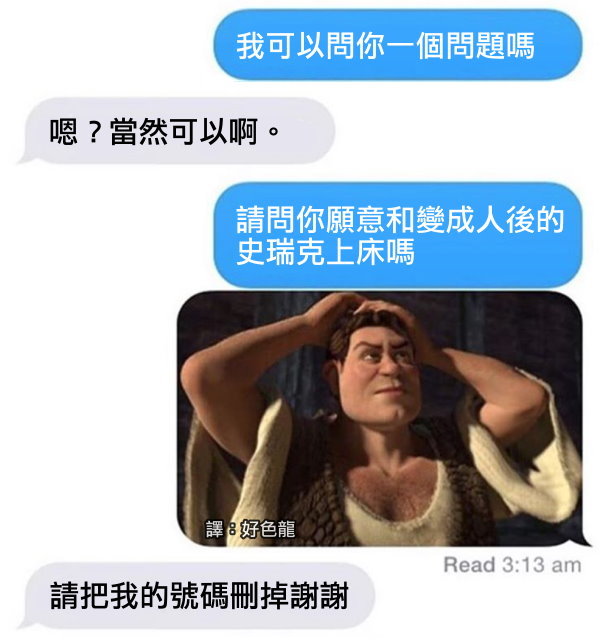 我可以問你一個問題嗎
嗯？當然可以啊。
請問你願意和變成人後的
史瑞克上床嗎
譯：好色龍
Read 3:13 am
請把我的號碼刪掉謝謝